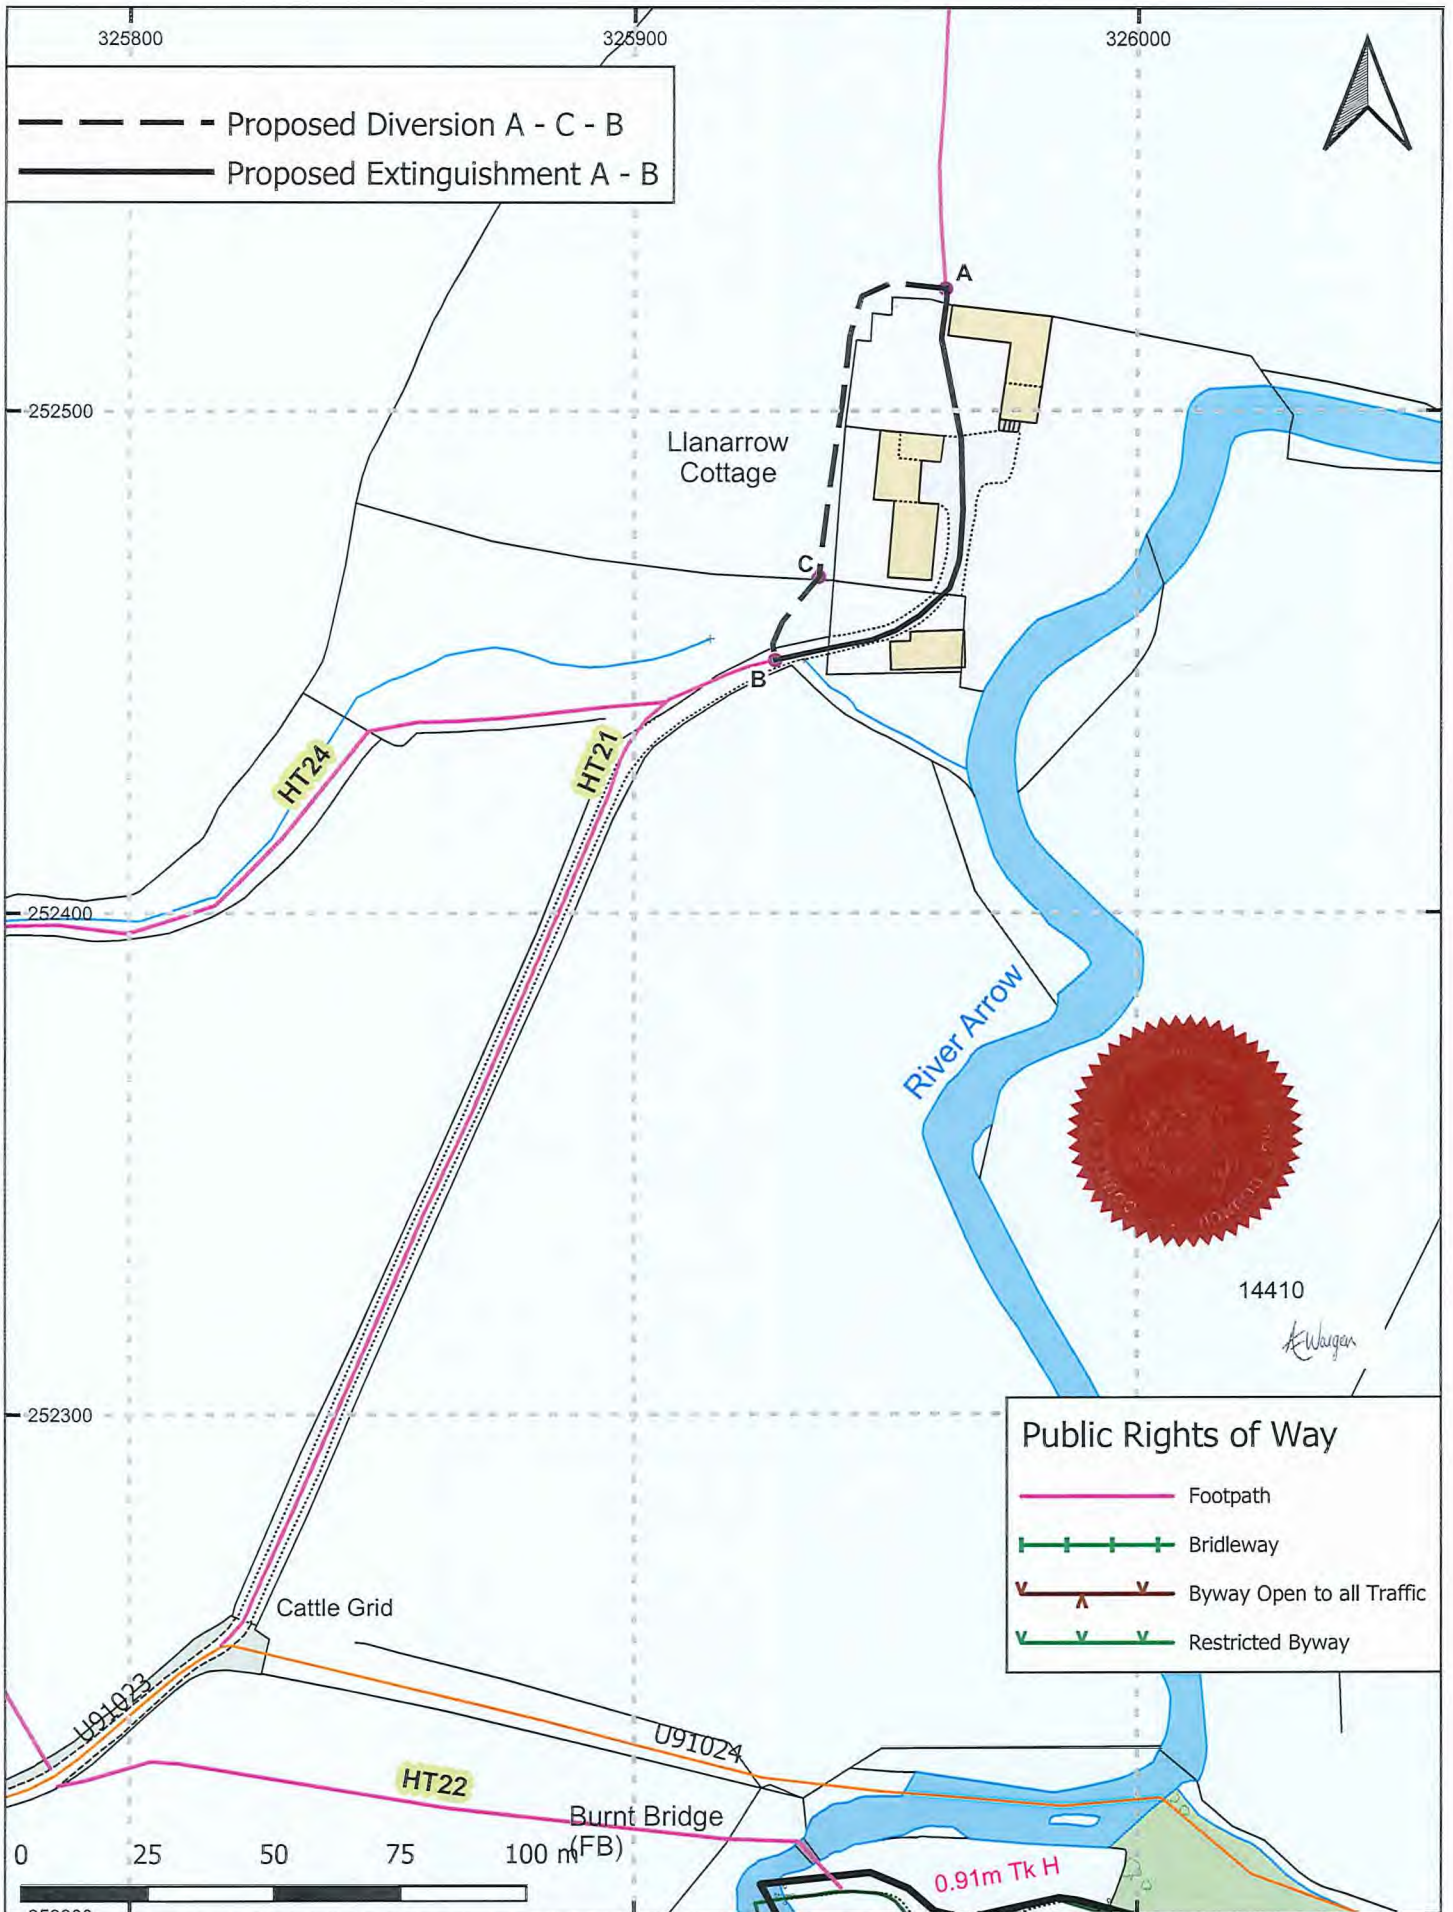 325800
325900
326000
Proposed Diversion A - C - B
Proposed Extinguishment A - B
A
252500
Llanarrow
Cottage
C
B
HT24
HT21
252400
River Arrow
14410
252300
Public Rights of Way
Footpath
Bridleway
Byway Open to all Traffic
Restricted Byway
Cattle Grid
U91023
U91024
HT22
Burnt Bridge
(FB)
0 25 50 75 100 m
0.91m Tk H